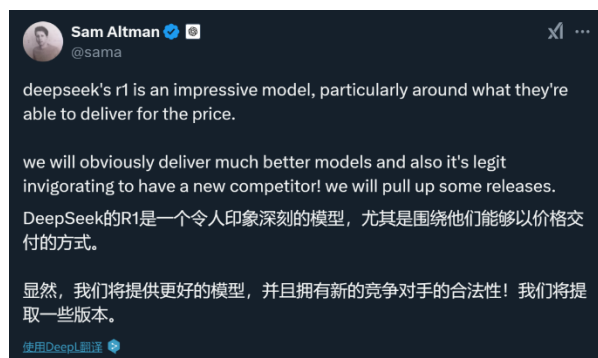 Sam Altman
@sama
deepseek's r1 is an impressive model, particularly around what they're
able to deliver for the price.
we will obviously deliver much better models and also it's legit
invigorating to have a new competitor! we will pull up some releases.
DeepSeek的R1是一个令人印象深刻的模型，尤其是围绕他们能够以价格交
付的方式。
显然，我们将提供更好的模型，并且拥有新的竞争对手的合法性！我们将提
取一些版本。
使用DeepL翻译